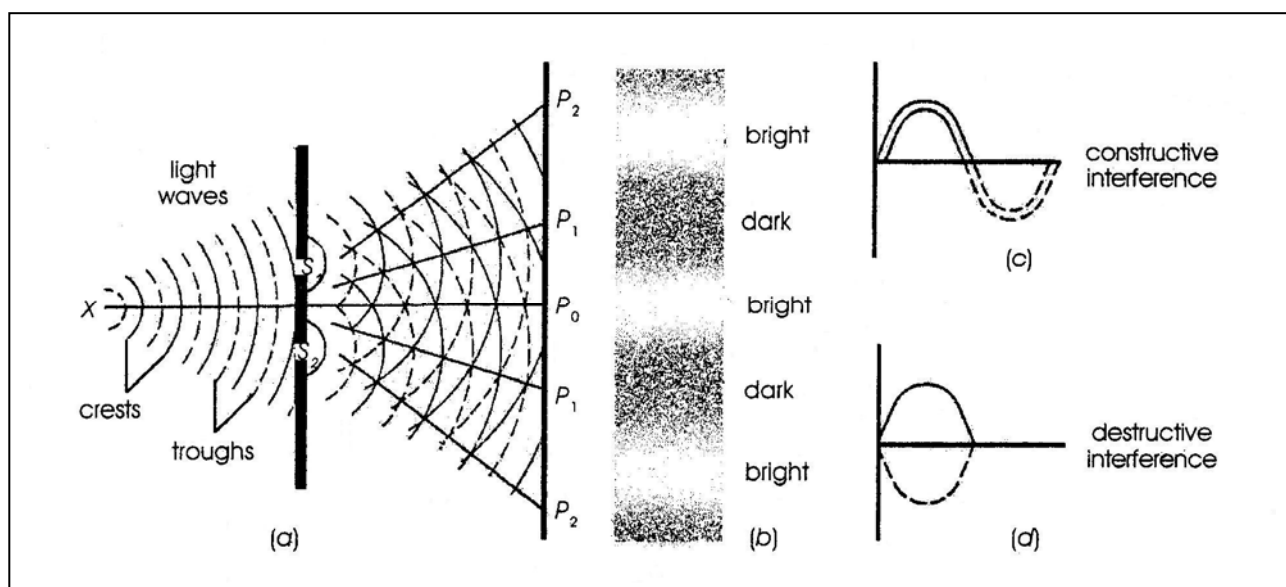 light
waves
X
crests
troughs
S₁
S₂
P₂
P₁
P₀
P₁
P₂
(a)
bright
dark
bright
dark
bright
(b)
constructive
interference
(c)
destructive
interference
(d)